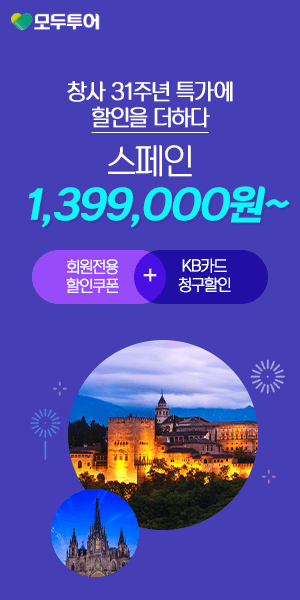 모두투어
창사 31주년 특가에
할인을 더하다
스페인
1,399,000원~
회원전용
할인쿠폰
+
KB카드
청구할인